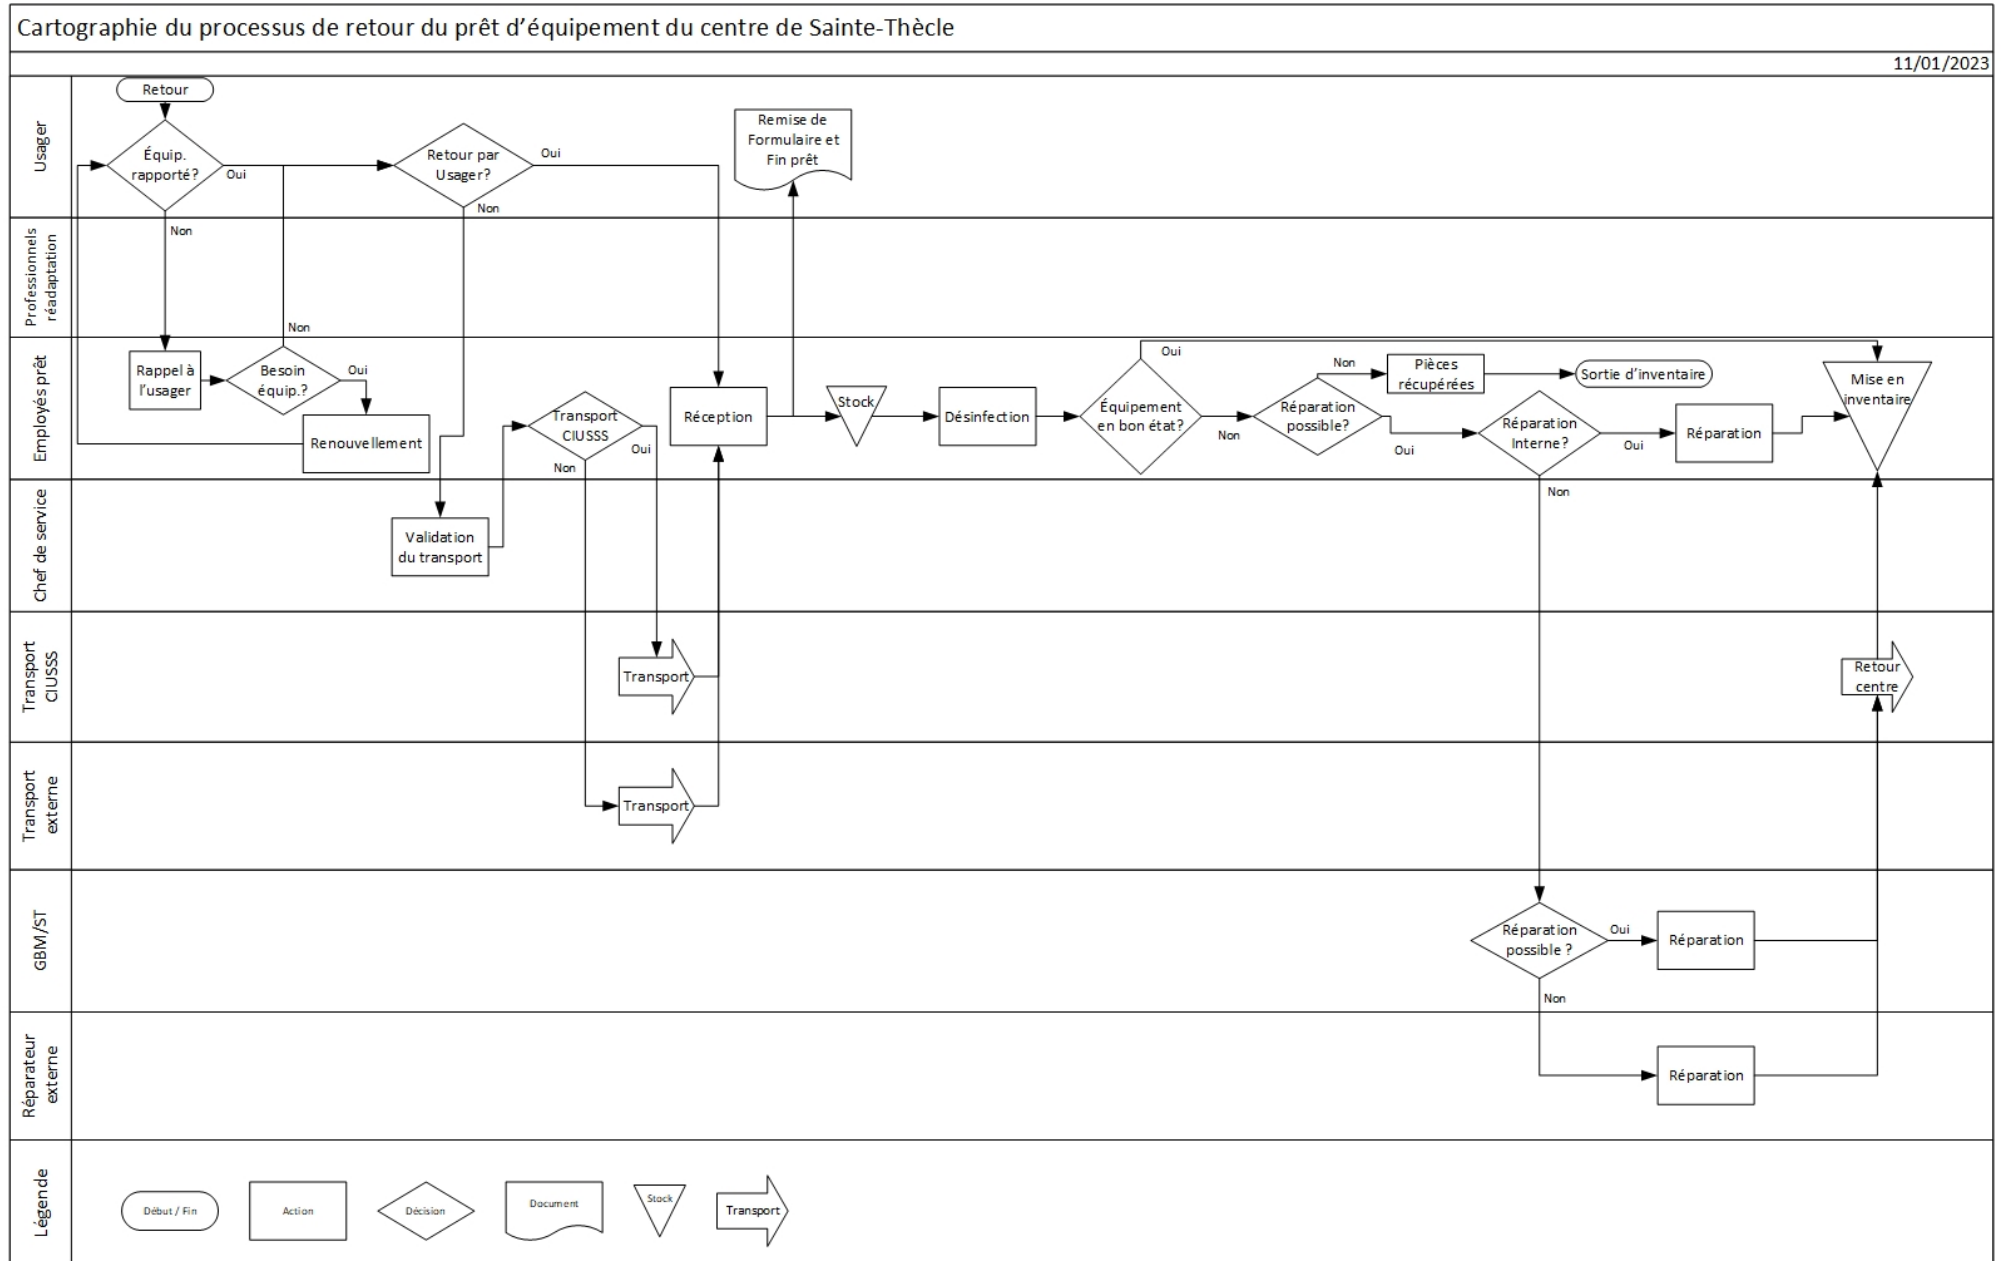 Cartographie du processus de retour du prêt d’équipement du centre de Sainte-Thècle
11/01/2023
Usager
Retour
Équip.
rapporté?
Oui
Non
Retour par
Usager?
Oui
Non
Remise de
Formulaire et
Fin prêt
Professionnels
réadaptation
Employés prêt
Rappel à
l’usager
Non
Besoin
équip.?
Oui
Renouvellement
Transport
CIUSSS
Non
Oui
Réception
Stock
Désinfection
Équipement
en bon état?
Oui
Non
Réparation
possible?
Non
Oui
Pièces
récupérées
Sortie d’inventaire
Réparation
Interne?
Oui
Non
Réparation
Mise en
inventaire
Chef de service
Validation
du transport
Transport
CIUSSS
Transport
Retour
centre
Transport
externe
Transport
GBM/ST
Réparation
possible ?
Oui
Non
Réparation
Réparateur
externe
Réparation
Légende
Début / Fin
Action
Décision
Document
Stock
Transport